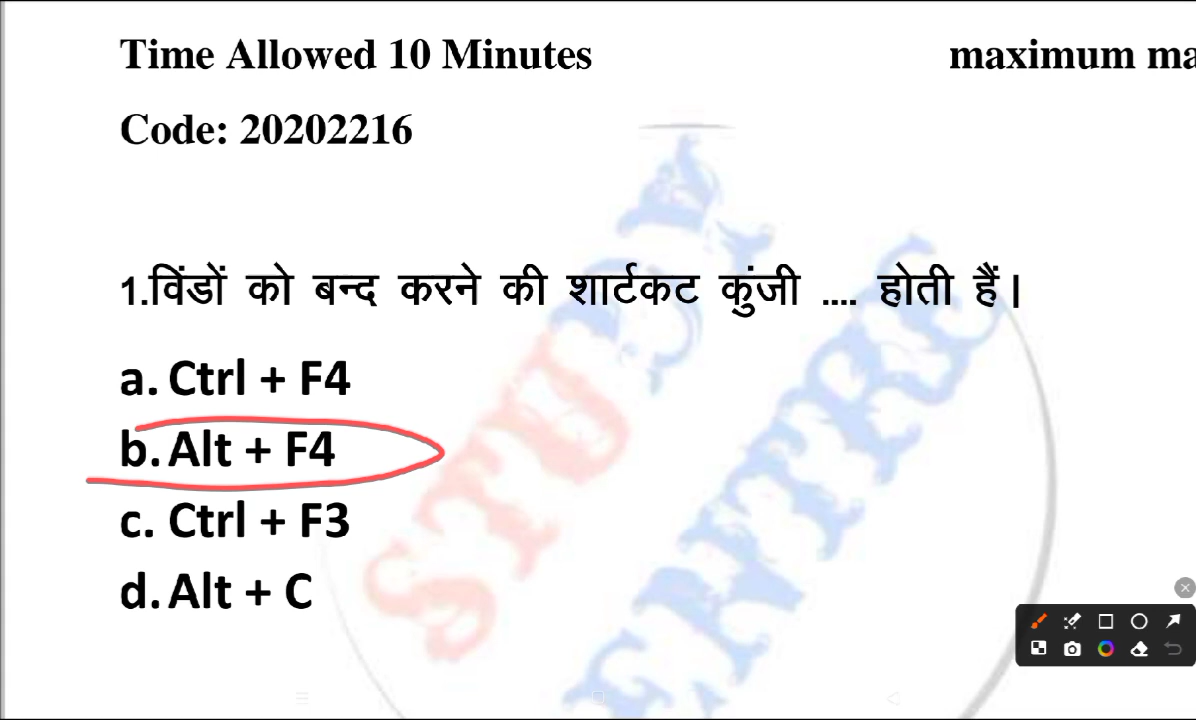 Time Allowed 10 Minutes maximum ma
Code: 20202216
1.विंडों को बन्द करने की शार्टकट कुंजी .... होती हैं|
a. Ctrl + F4
b. Alt + F4
c. Ctrl + F3
d. Alt + C
STUDY